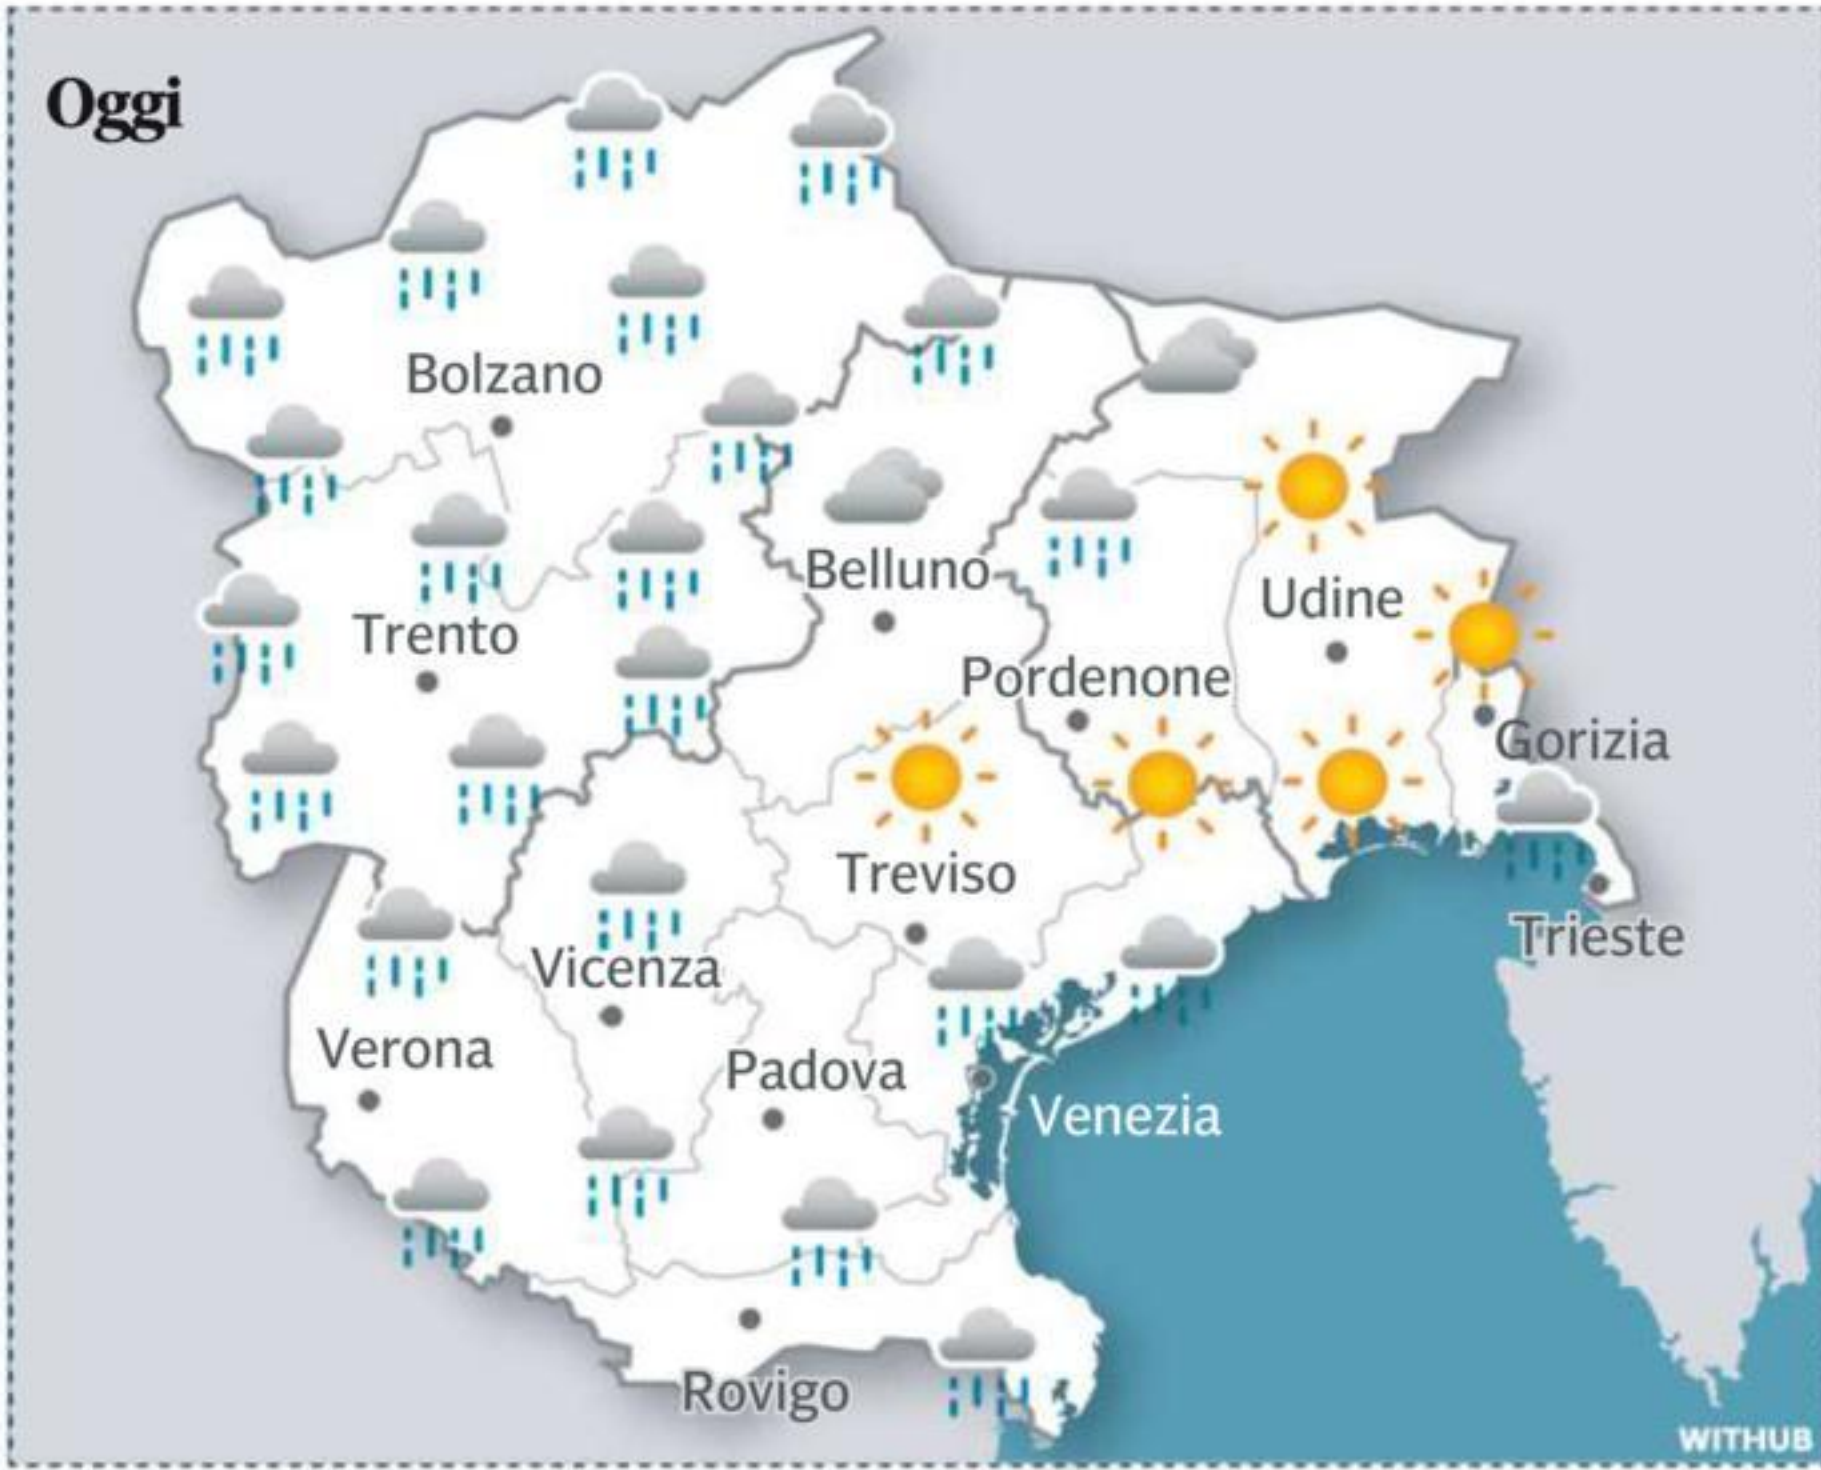 Oggi
Bolzano
Belluno
Udine
Trento
Pordenone
Gorizia
Treviso
Trieste
Vicenza
Verona
Padova
Venezia
Rovigo
WITHUB